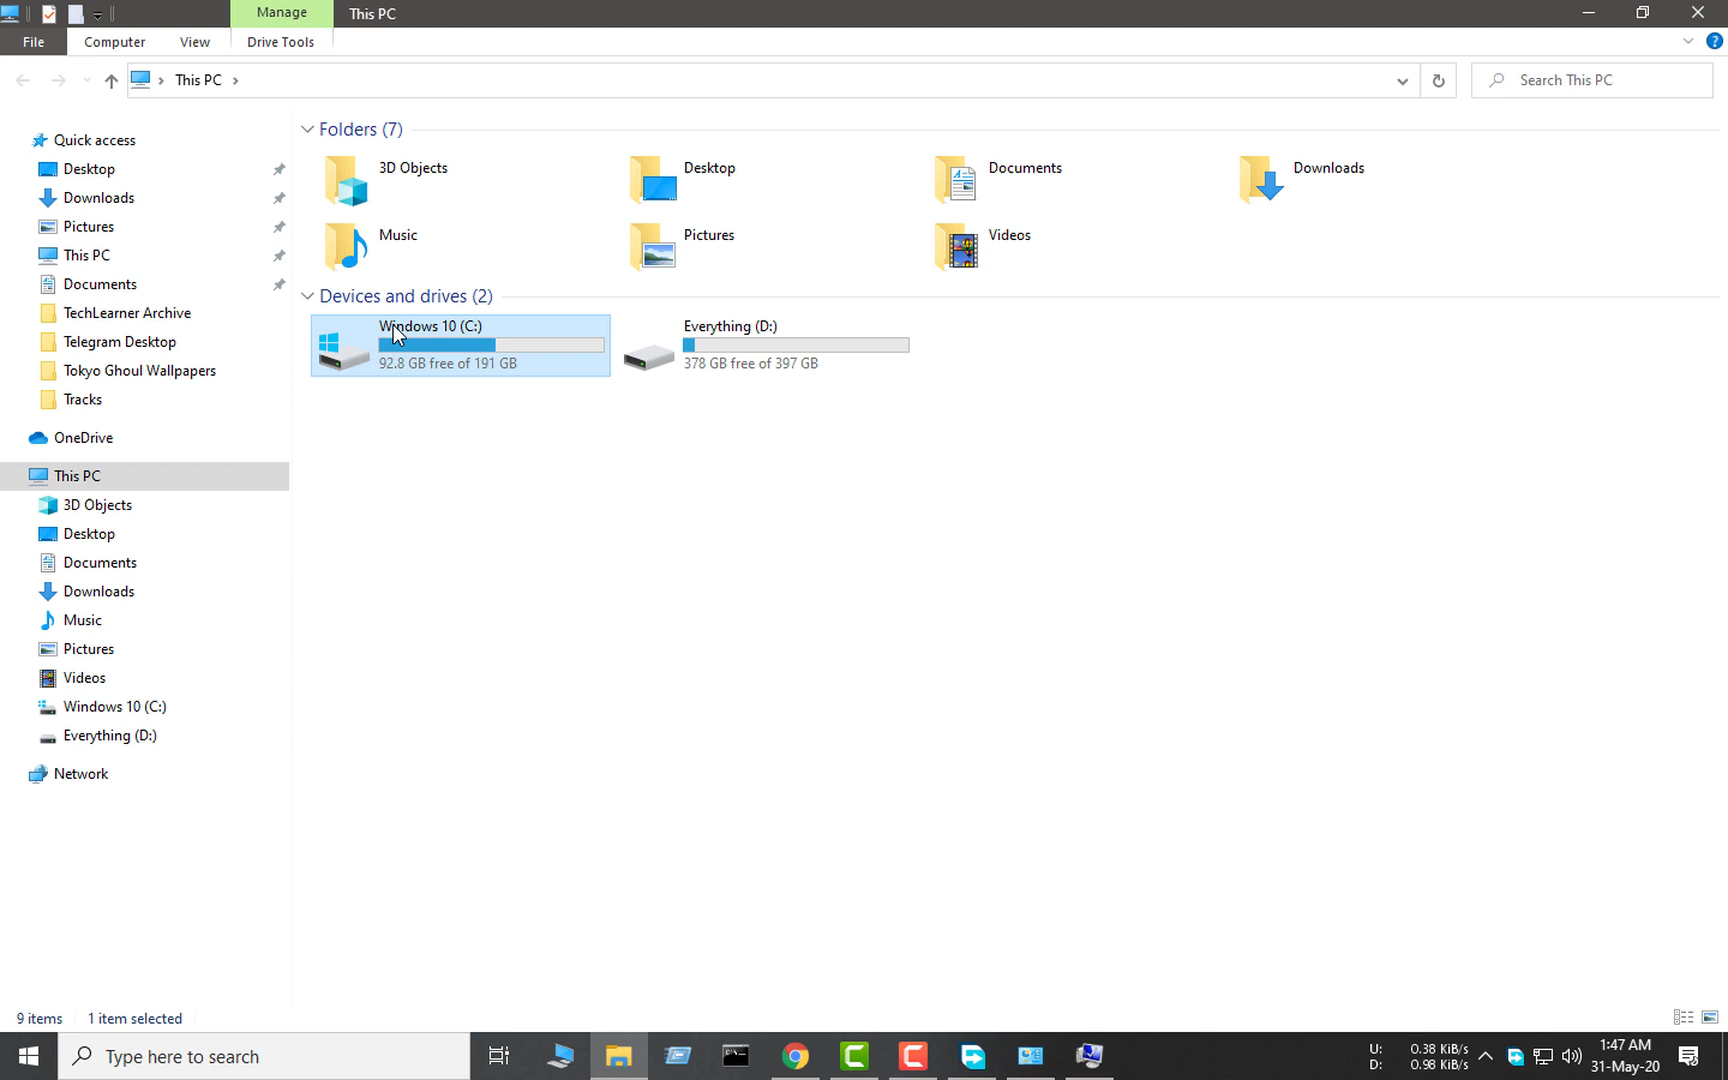 Manage
This PC
File
Computer
View
Drive Tools
This PC
Search This PC
Quick access
Desktop
Downloads
Pictures
This PC
Documents
TechLearner Archive
Telegram Desktop
Tokyo Ghoul Wallpapers
Tracks
OneDrive
This PC
3D Objects
Desktop
Documents
Downloads
Music
Pictures
Videos
Windows 10 (C:)
Everything (D:)
Network
Folders (7)
3D Objects
Desktop
Documents
Downloads
Music
Pictures
Videos
Devices and drives (2)
Windows 10 (C:)
92.8 GB free of 191 GB
Everything (D:)
378 GB free of 397 GB
9 items
1 item selected
Type here to search
U: 0.38 KiB/s
D: 0.98 KiB/s
1:47 AM
31-May-20